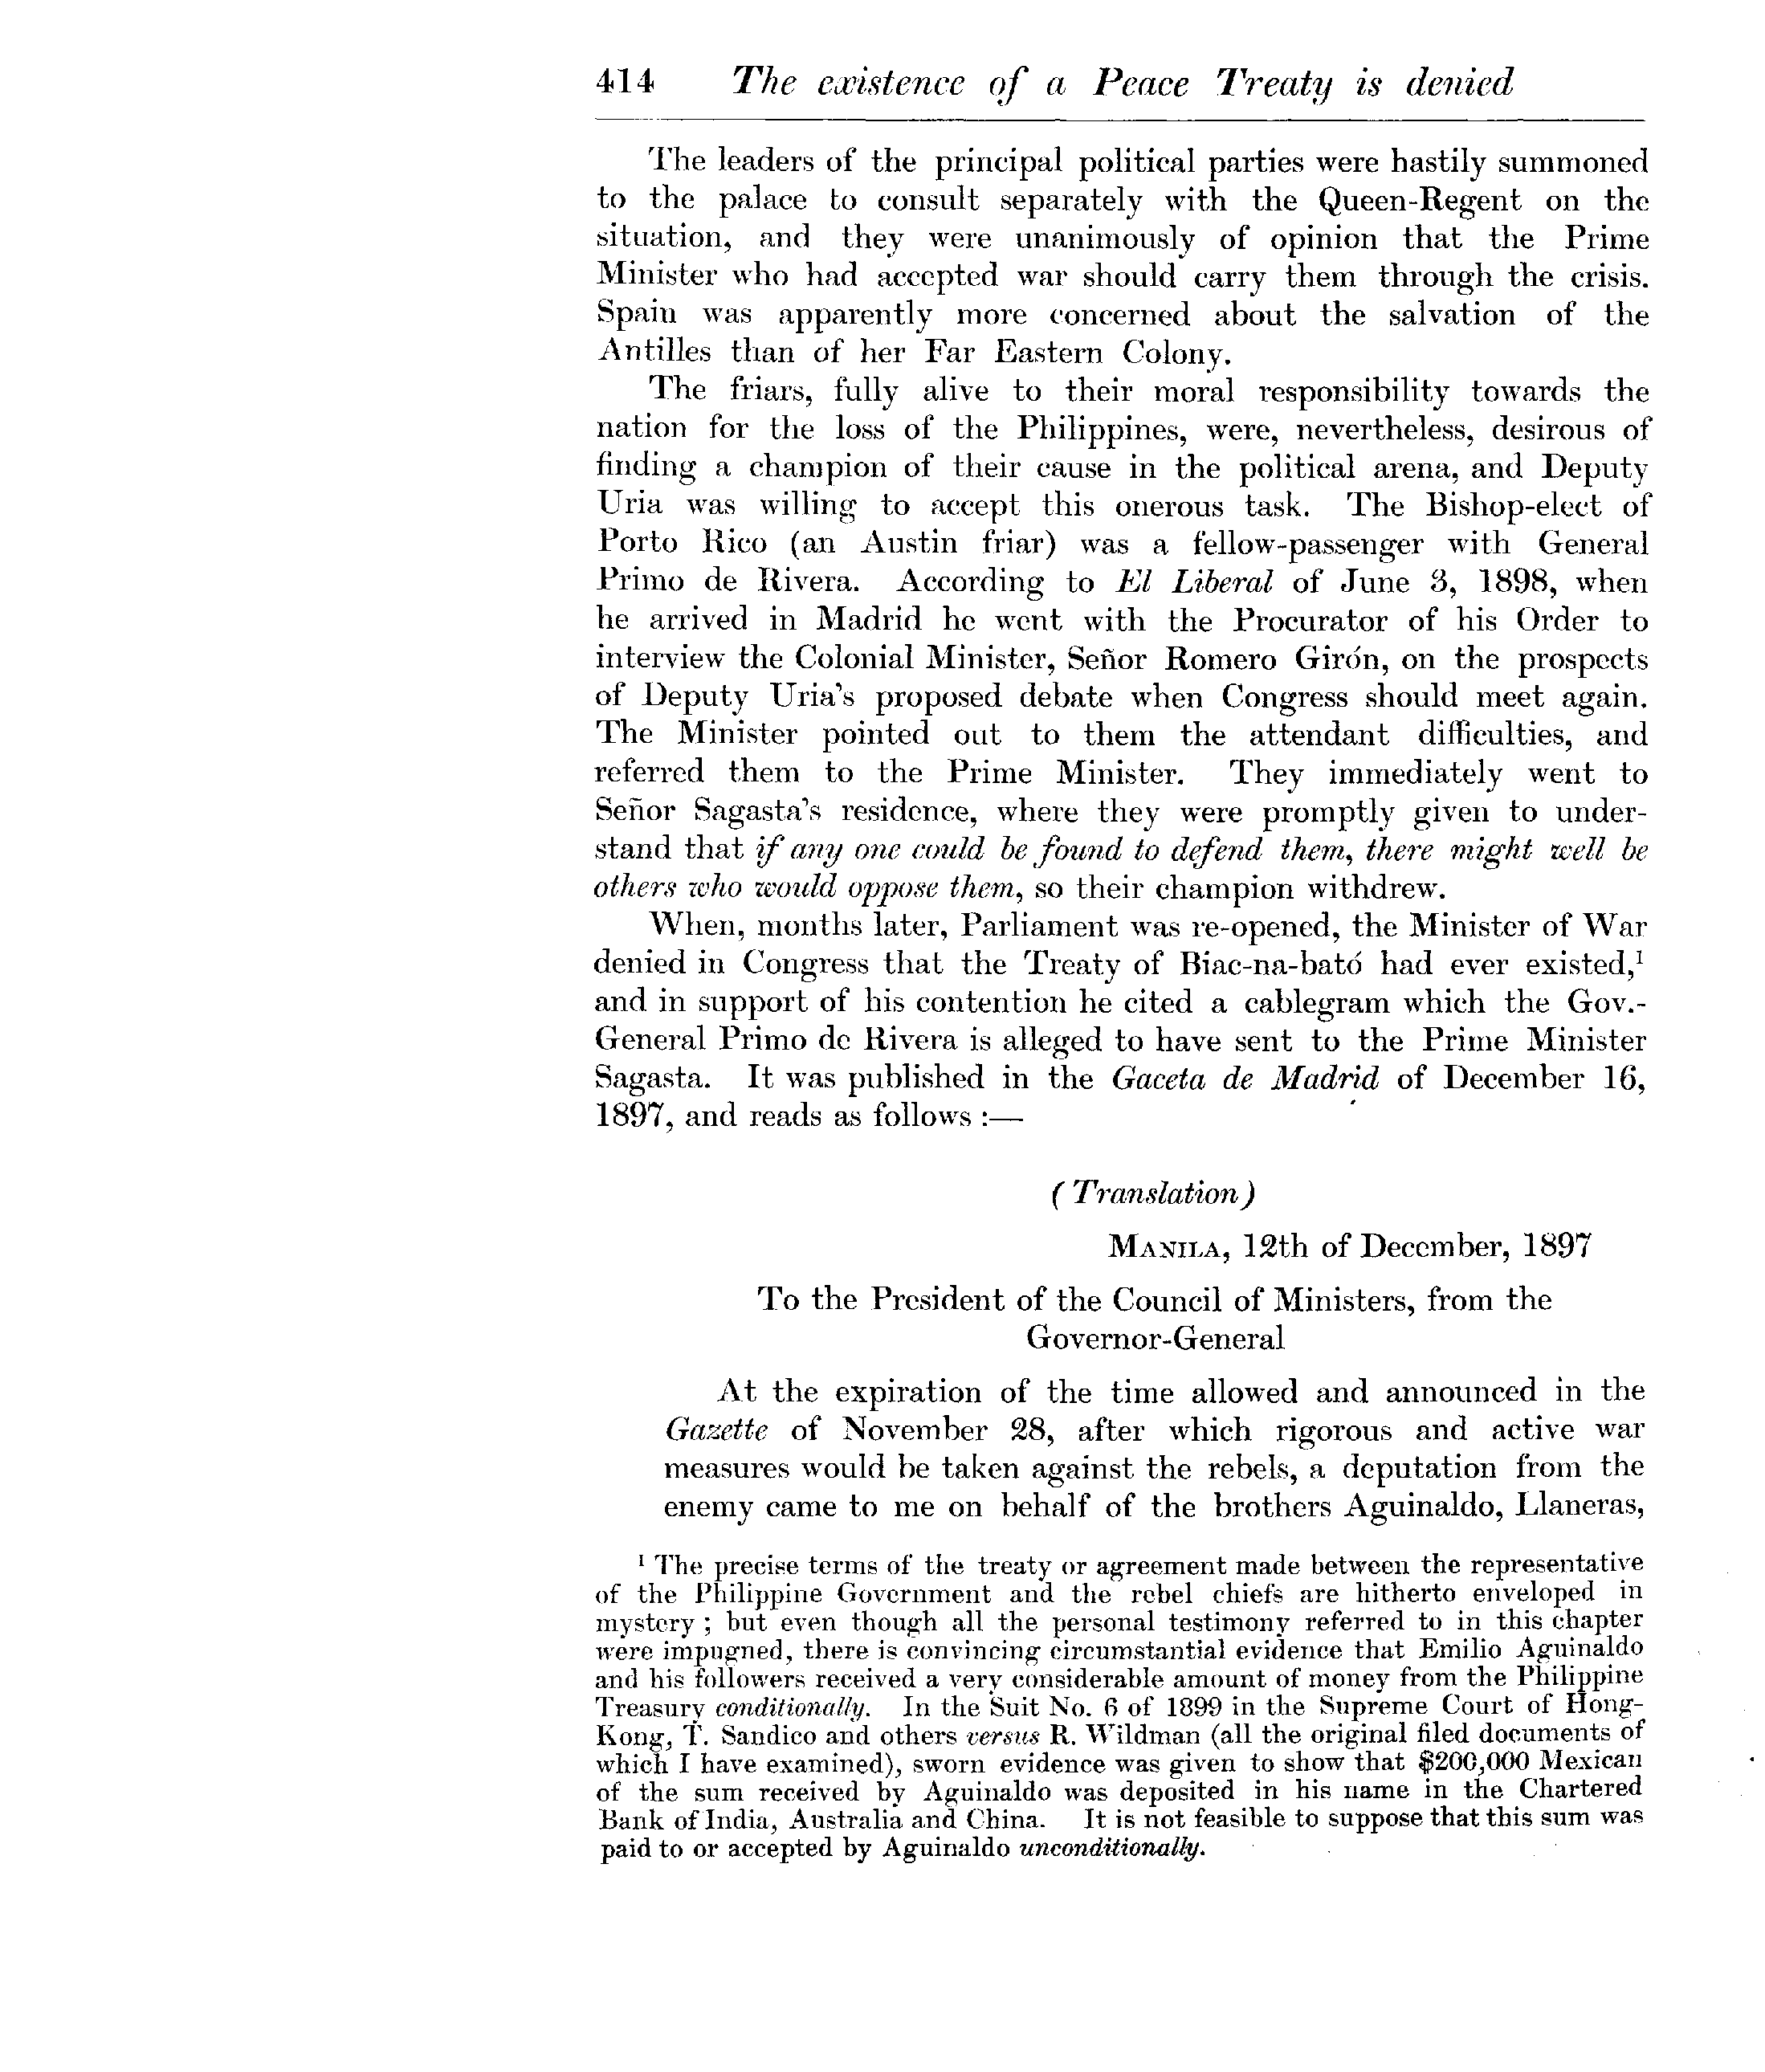 414 The existence of a Peace Treaty is denied
The leaders of the principal political parties were hastily summoned
to the palace to consult separately with the Queen-Regent on the
situation, and they were unanimously of opinion that the Prime
Minister who had accepted war should carry them through the crisis.
Spain was apparently more concerned about the salvation of the
Antilles than of her Far Eastern Colony.
The friars, fully alive to their moral responsibility towards the
nation for the loss of the Philippines, were, nevertheless, desirous of
finding a champion of their cause in the political arena, and Deputy
Uria was willing to accept this onerous task. The Bishop-elect of
Porto Rico (an Austin friar) was a fellow-passenger with General
Primo de Rivera. According to El Liberal of June 3, 1898, when
he arrived in Madrid he went with the Procurator of his Order to
interview the Colonial Minister, Señor Romero Girón, on the prospects
of Deputy Uria's proposed debate when Congress should meet again.
The Minister pointed out to them the attendant difficulties, and
referred them to the Prime Minister. They immediately went to
Señor Sagasta's residence, where they were promptly given to under-
stand that if any one could be found to defend them, there might well be
others who would oppose them, so their champion withdrew.
When, months later, Parliament was re-opened, the Minister of War
denied in Congress that the Treaty of Biac-na-bató had ever existed,¹
and in support of his contention he cited a cablegram which the Gov.-
General Primo de Rivera is alleged to have sent to the Prime Minister
Sagasta. It was published in the Gaceta de Madrid of December 16,
1897, and reads as follows :—
(Translation)
MANILA, 12th of December, 1897
To the President of the Council of Ministers, from the
Governor-General
At the expiration of the time allowed and announced in the
Gazette of November 28, after which rigorous and active war
measures would be taken against the rebels, a deputation from the
enemy came to me on behalf of the brothers Aguinaldo, Llaneras,
¹ The precise terms of the treaty or agreement made between the representative
of the Philippine Government and the rebel chiefs are hitherto enveloped in
mystery ; but even though all the personal testimony referred to in this chapter
were impugned, there is convincing circumstantial evidence that Emilio Aguinaldo
and his followers received a very considerable amount of money from the Philippine
Treasury conditionally. In the Suit No. 6 of 1899 in the Supreme Court of Hong-
Kong, T. Sandico and others versus R. Wildman (all the original filed documents of
which I have examined), sworn evidence was given to show that $200,000 Mexican
of the sum received by Aguinaldo was deposited in his name in the Chartered
Bank of India, Australia and China. It is not feasible to suppose that this sum was
paid to or accepted by Aguinaldo unconditionally.